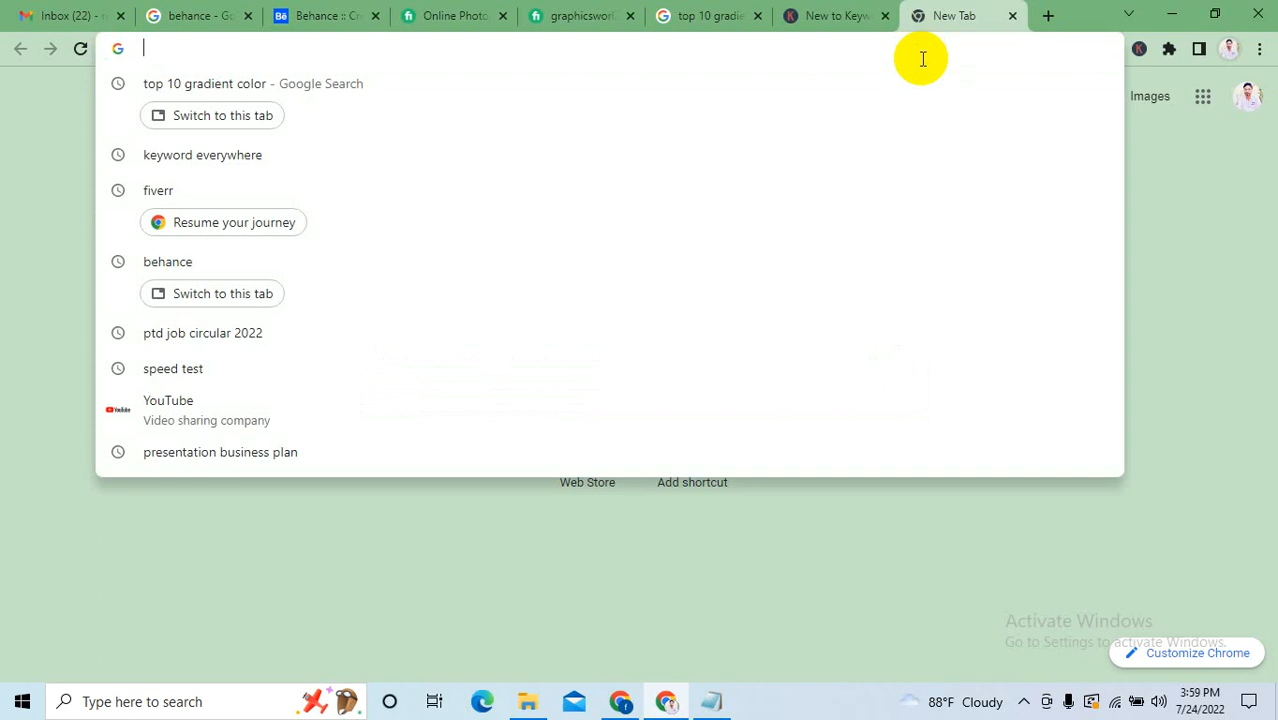 Inbox (22) - r
behance - Go
Behance :: Cr
Online Photo
graphicsworl
top 10 gradie
New to Keyw
New Tab
top 10 gradient color - Google Search
Switch to this tab
Images
keyword everywhere
fiverr
Resume your journey
behance
Switch to this tab
ptd job circular 2022
speed test
YouTube
Video sharing company
presentation business plan
Web Store
Add shortcut
Activate Windows
Go to Settings to activate Windows.
Customize Chrome
Type here to search
88°F Cloudy
3:59 PM
7/24/2022